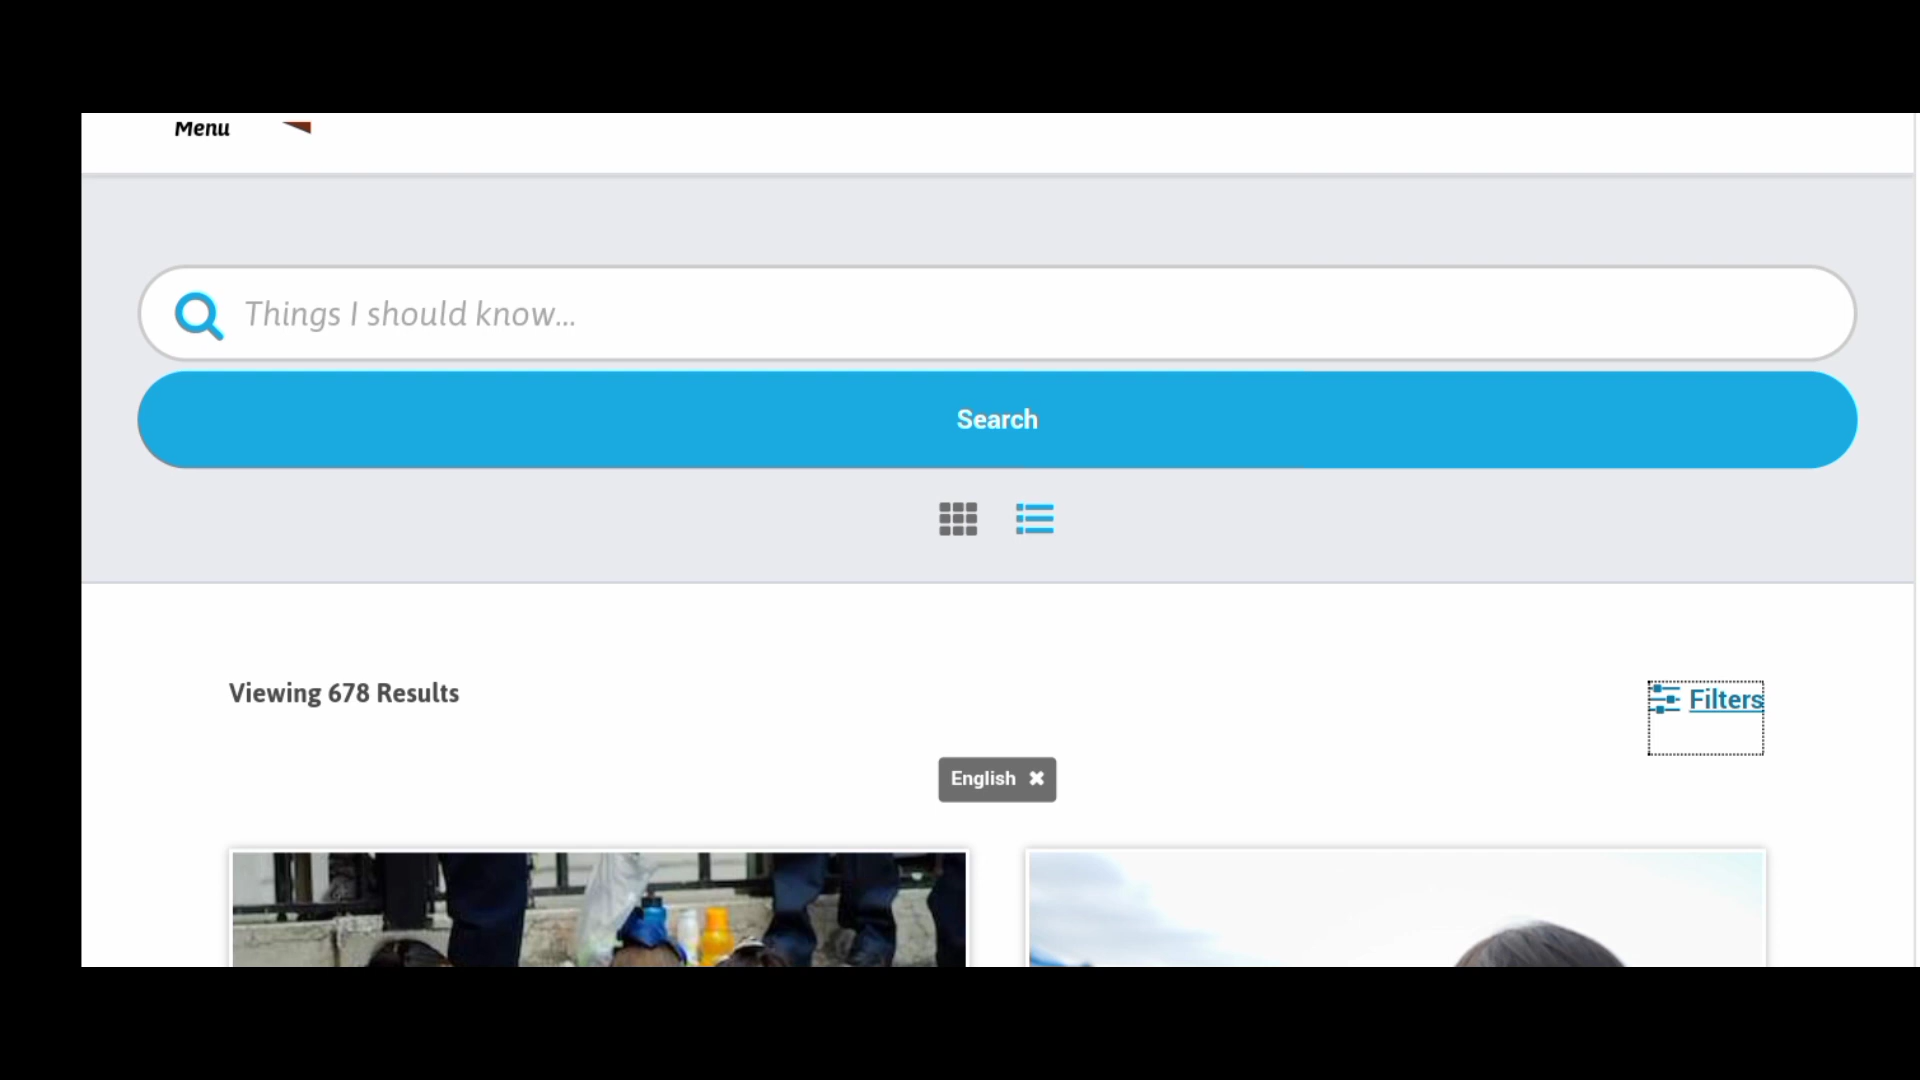 Menu
Things I should know...
Search
Viewing 678 Results
Filters
English